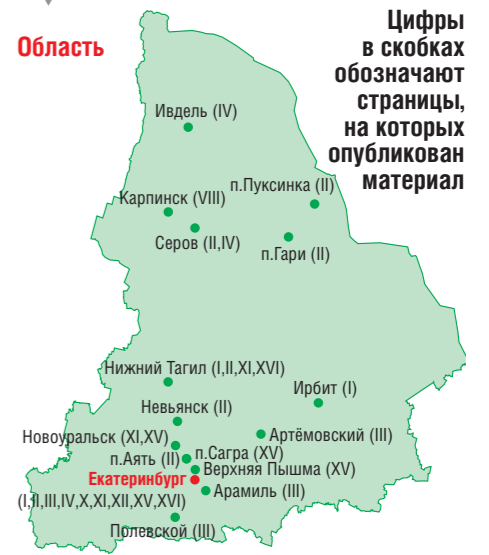 Область
Цифры
в скобках
обозначают
страницы,
на которых
опубликован
материал
Ивдель (IV)
п.Пуксинка (II)
Карпинск (VIII)
Серов (II,IV)
п.Гари (II)
Нижний Тагил (I,II,XI,XVI)
Ирбит (I)
Невьянск (II)
Артёмовский (III)
Новоуральск (XI,XV)
п.Сагра (XV)
п.Аять (II)
Верхняя Пышма (XV)
Екатеринбург
(I,II,III,IV,X,XI,XII,XV,XVI)
Арамиль (III)
Полевской (III)